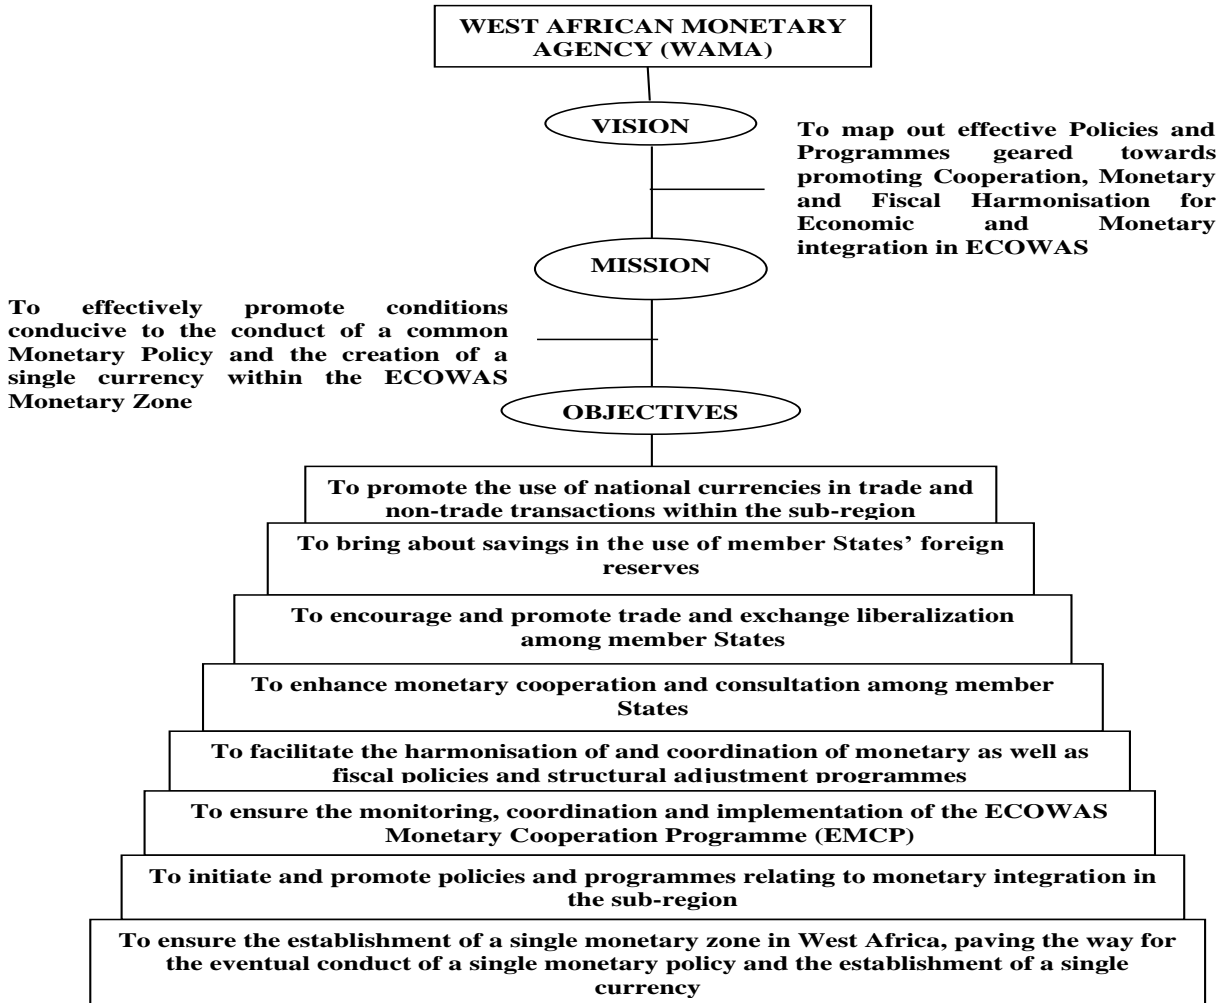 WEST AFRICAN MONETARY
AGENCY (WAMA)
VISION
To map out effective Policies and
Programmes geared towards
promoting Cooperation, Monetary
and Fiscal Harmonisation for
Economic and Monetary
integration in ECOWAS
MISSION
To effectively promote conditions
conducive to the conduct of a common
Monetary Policy and the creation of a
single currency within the ECOWAS
Monetary Zone
OBJECTIVES
To promote the use of national currencies in trade and
non-trade transactions within the sub-region
To bring about savings in the use of member States’ foreign
reserves
To encourage and promote trade and exchange liberalization
among member States
To enhance monetary cooperation and consultation among member
States
To facilitate the harmonisation of and coordination of monetary as well as
fiscal policies and structural adjustment programmes
To ensure the monitoring, coordination and implementation of the ECOWAS
Monetary Cooperation Programme (EMCP)
To initiate and promote policies and programmes relating to monetary integration in
the sub-region
To ensure the establishment of a single monetary zone in West Africa, paving the way for
the eventual conduct of a single monetary policy and the establishment of a single
currency